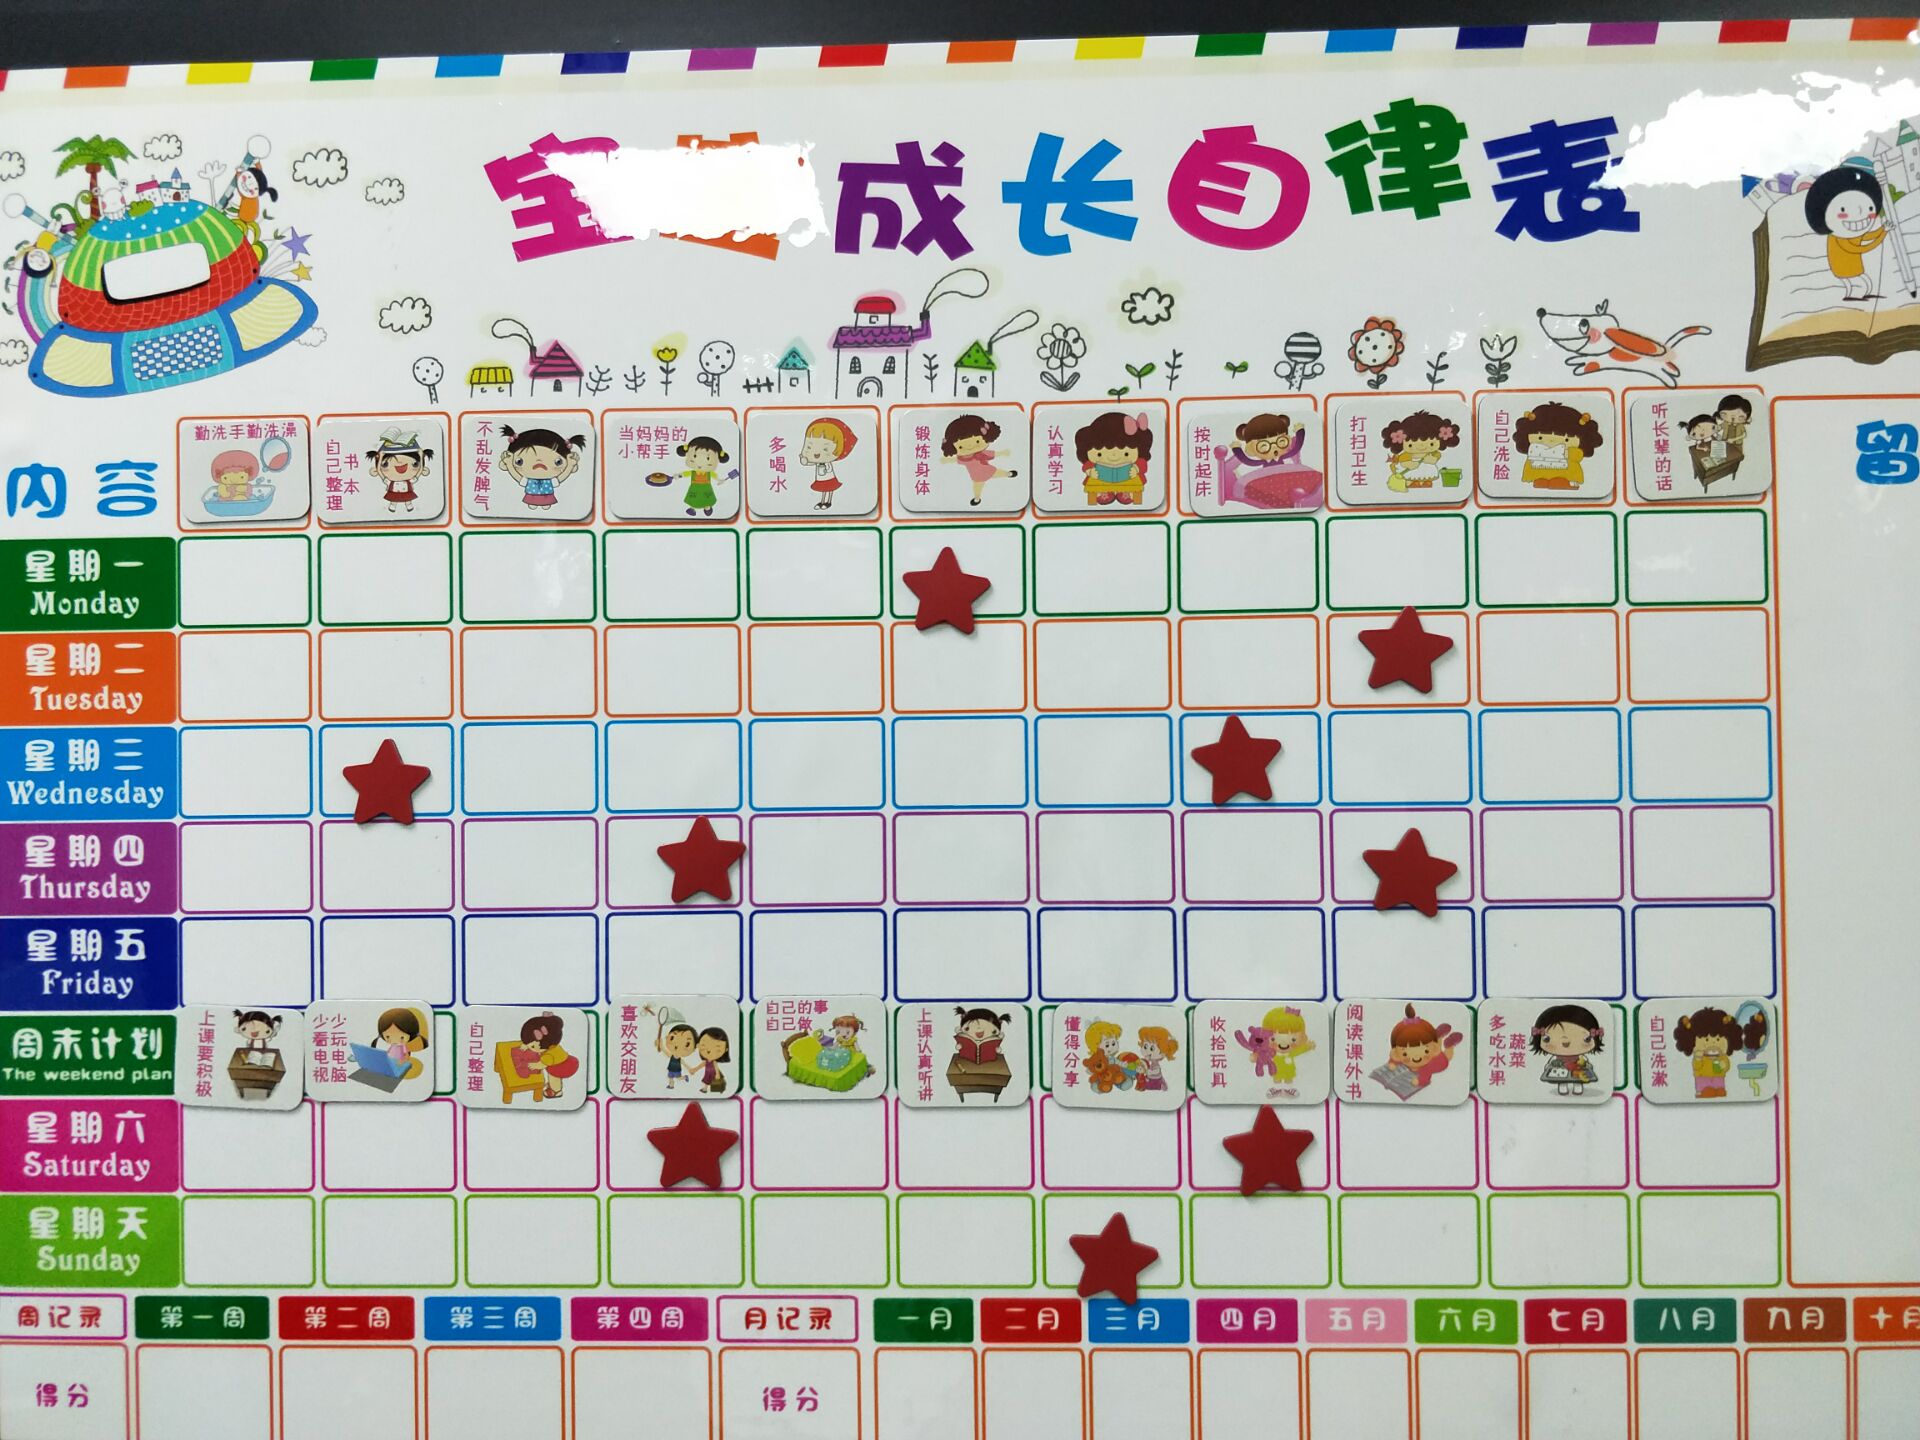 宝 成长自律表
内容
勤洗手勤洗澡
自己整理
书本
不乱发脾气
当妈妈的
小帮手
多喝水
锻炼身体
认真学习
按时起床
打扫卫生
自己洗脸
听长辈的话
留
星期一
Monday
星期二
Tuesday
星期三
Wednesday
星期四
Thursday
星期五
Friday
周末计划
The weekend plan
上课要积极
少看电视
少玩电脑
自己整理
喜欢交朋友
自己的事
自己做
上课认真听讲
懂得分享
收拾玩具
阅读课外书
多吃水果
蔬菜
自己洗漱
星期六
Saturday
星期天
Sunday
周记录 第一周 第二周 第三周 第四周 月记录 一月 二月 三月 四月 五月 六月 七月 八月 九月 十月
得分 得分